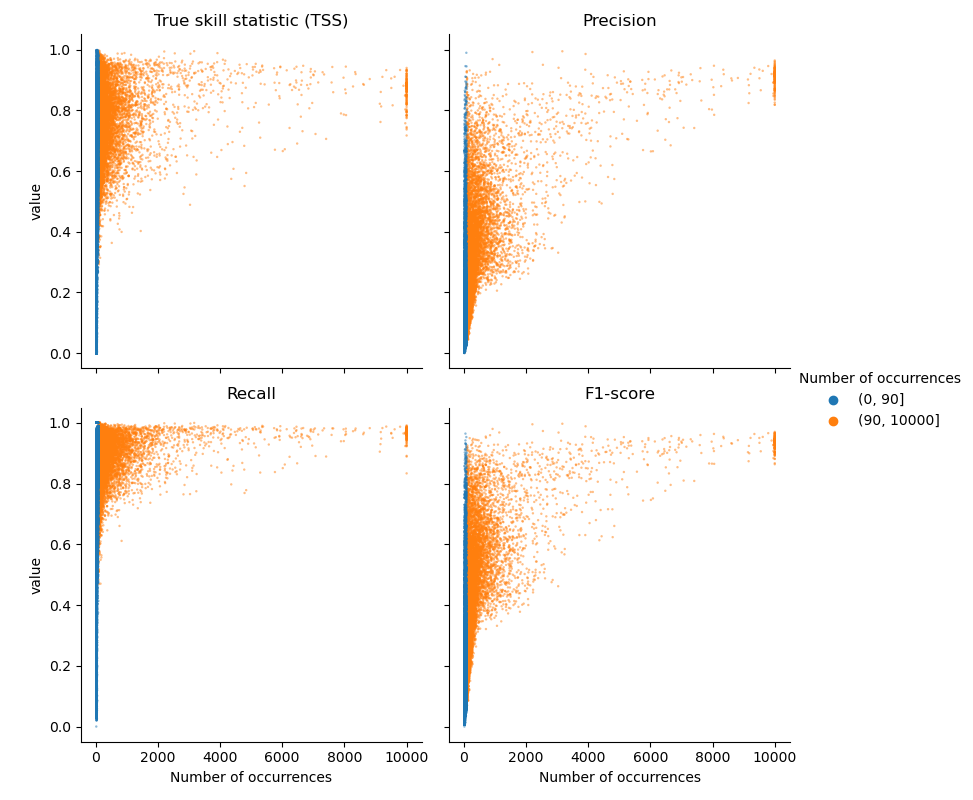 True skill statistic (TSS)
Precision
1.0
0.8
0.6
0.4
0.2
0.0
value
Number of occurrences
(0, 90]
(90, 10000]
Recall
F1-score
1.0
0.8
0.6
0.4
0.2
0.0
value
0 2000 4000 6000 8000 10000
0 2000 4000 6000 8000 10000
Number of occurrences
Number of occurrences